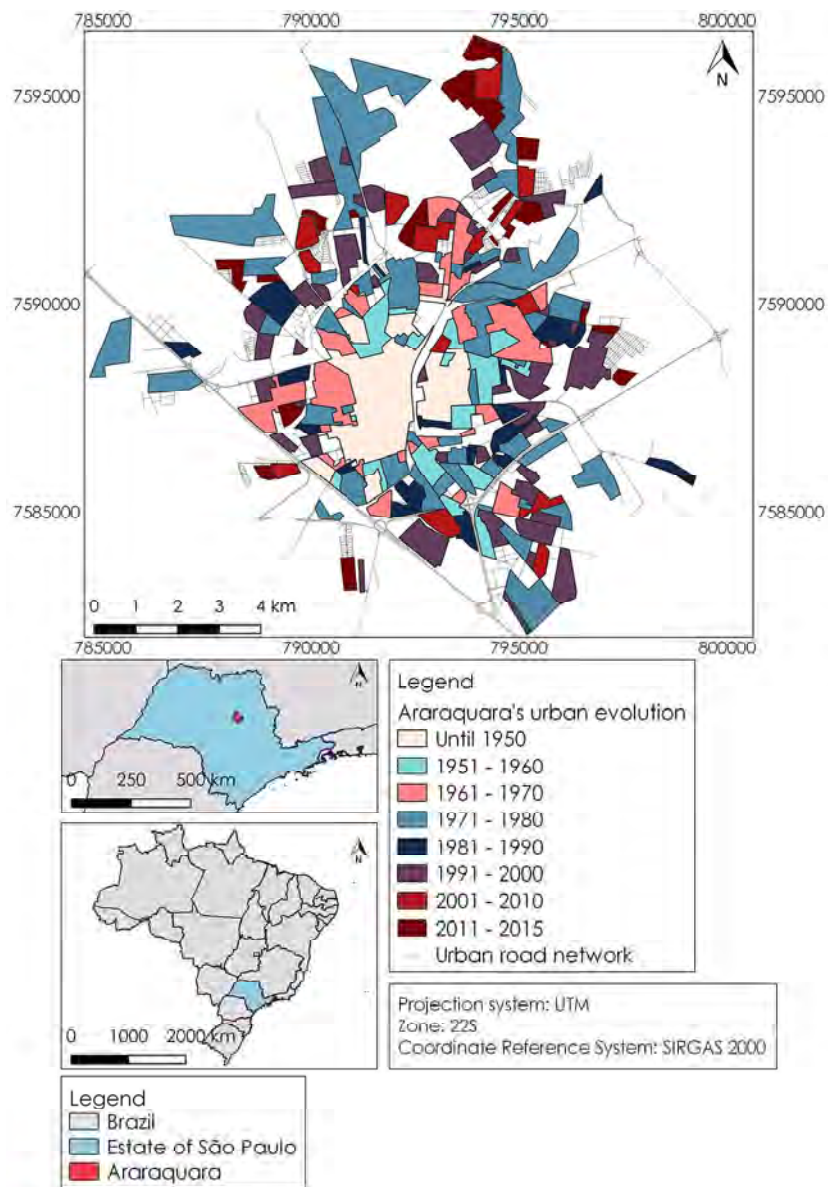 785000 790000 795000 800000
7595000 7595000
N
7590000 7590000
7585000 7585000
0 1 2 3 4 km
785000 790000 795000 800000
N
0 250 500 km
Legend
Araraquara's urban evolution
Until 1950
1951 - 1960
1961 - 1970
1971 - 1980
1981 - 1990
1991 - 2000
2001 - 2010
2011 - 2015
Urban road network
N
0 1000 2000 km
Projection system: UTM
Zone: 22S
Coordinate Reference System: SIRGAS 2000
Legend
Brazil
Estate of São Paulo
Araraquara